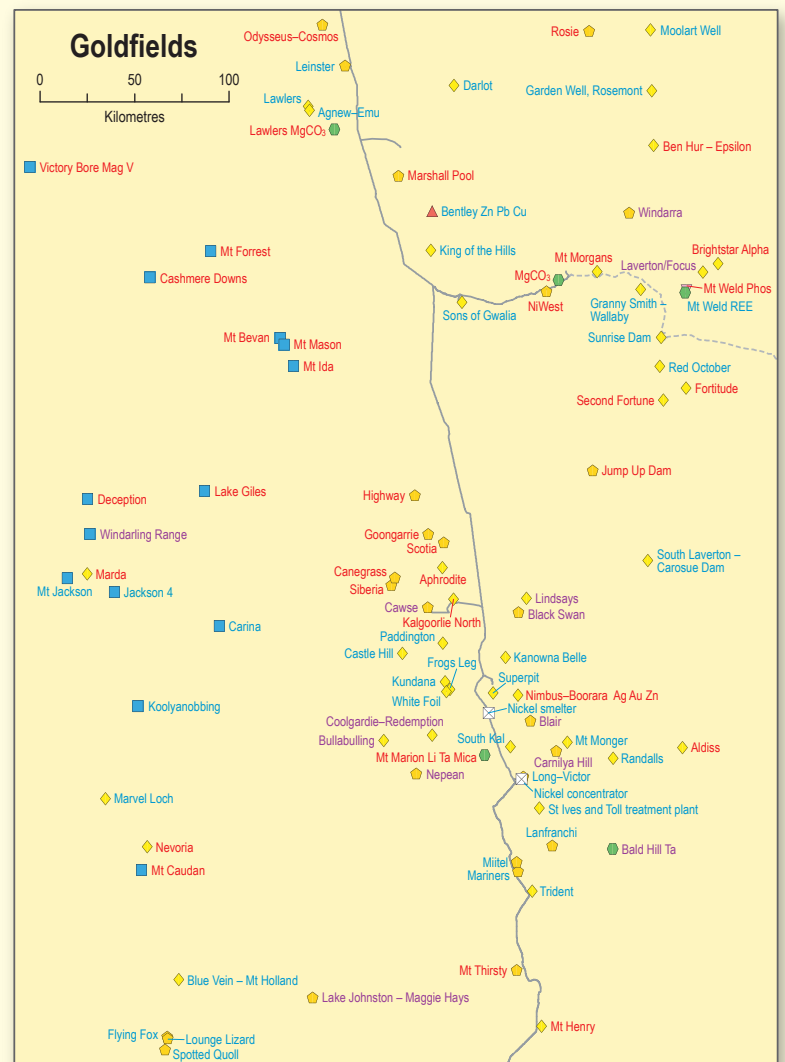 Goldfields
0 50 100
Kilometres
Odysseus–Cosmos
Rosie
Moolart Well
Leinster
Darlot
Garden Well, Rosemont
Lawlers
Agnew–Emu
Lawlers MgCO3
Ben Hur – Epsilon
Victory Bore Mag V
Marshall Pool
Bentley Zn Pb Cu
Windarra
Mt Forrest
King of the Hills
Mt Morgans
Brightstar Alpha
Laverton/Focus
Cashmere Downs
MgCO3
Mt Weld Phos
NiWest
Granny Smith –
Wallaby
Mt Weld REE
Sons of Gwalia
Mt Bevan
Mt Mason
Sunrise Dam
Mt Ida
Red October
Fortitude
Second Fortune
Jump Up Dam
Lake Giles
Deception
Highway
Windarling Range
Goongarrie
Scotia
South Laverton –
Carosue Dam
Marda
Canegrass
Aphrodite
Mt Jackson
Jackson 4
Siberia
Cawse
Lindsays
Black Swan
Kalgoorlie North
Carina
Paddington
Castle Hill
Frogs Leg
Kanowna Belle
Kundana
Superpit
White Foil
Nimbus–Boorara Ag Au Zn
Koolyanobbing
Nickel smelter
Coolgardie–Redemption
Blair
Bullabulling
South Kal
Mt Monger
Aldiss
Mt Marion Li Ta Mica
Carnilya Hill
Randalls
Nepean
Long–Victor
Nickel concentrator
Marvel Loch
St Ives and Toll treatment plant
Lanfranchi
Nevoria
Bald Hill Ta
Mt Caudan
Miitel
Mariners
Trident
Mt Thirsty
Blue Vein – Mt Holland
Lake Johnston – Maggie Hays
Mt Henry
Flying Fox
Lounge Lizard
Spotted Quoll